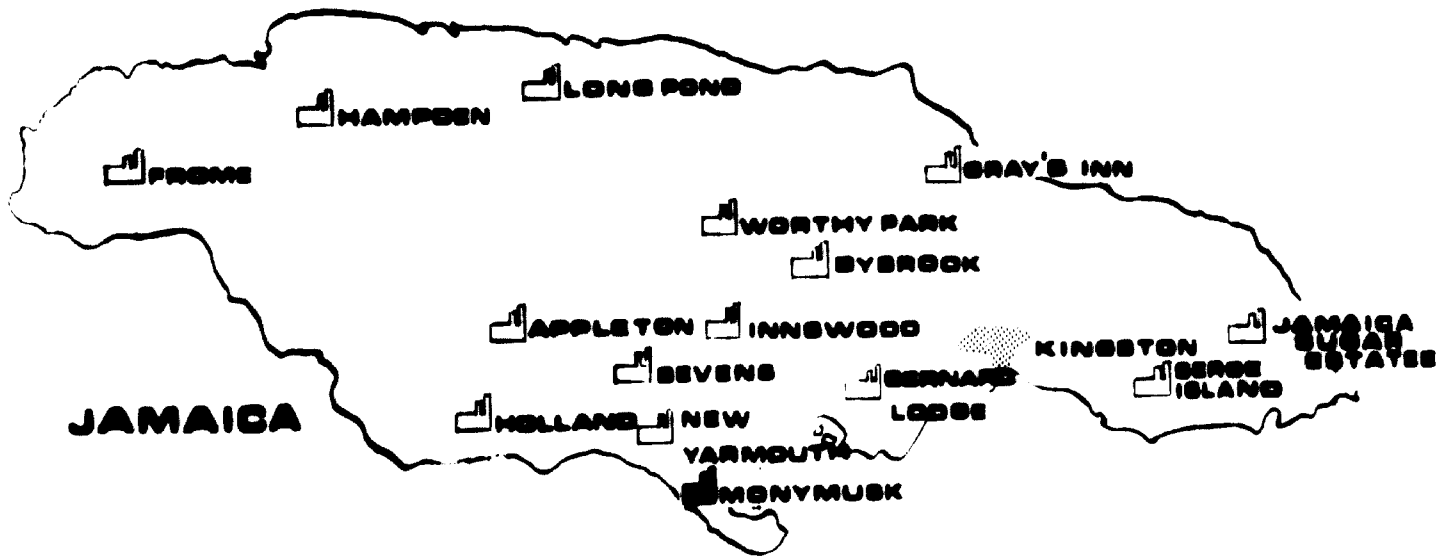 LONG POND
HAMPDEN
FROME
GRAY'S INN
WORTHY PARK
BYBROOK
APPLETON
INNSWOOD
KINGSTON
JAMAICA
SUGAR
ESTATES
SEVENS
BERNARD
LODGE
SERGE
ISLAND
JAMAICA
HOLLAND
NEW
YARMOUTH
MONYMUSK